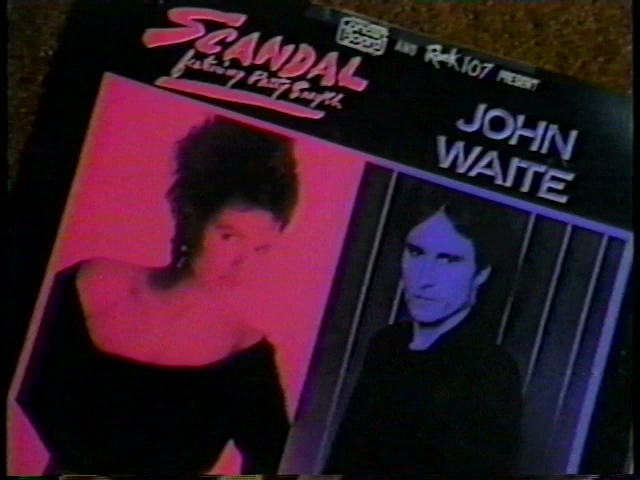 SCANDAL
featuring Patty Smyth
AND Rock 107 PRESENT
JOHN
WAITE